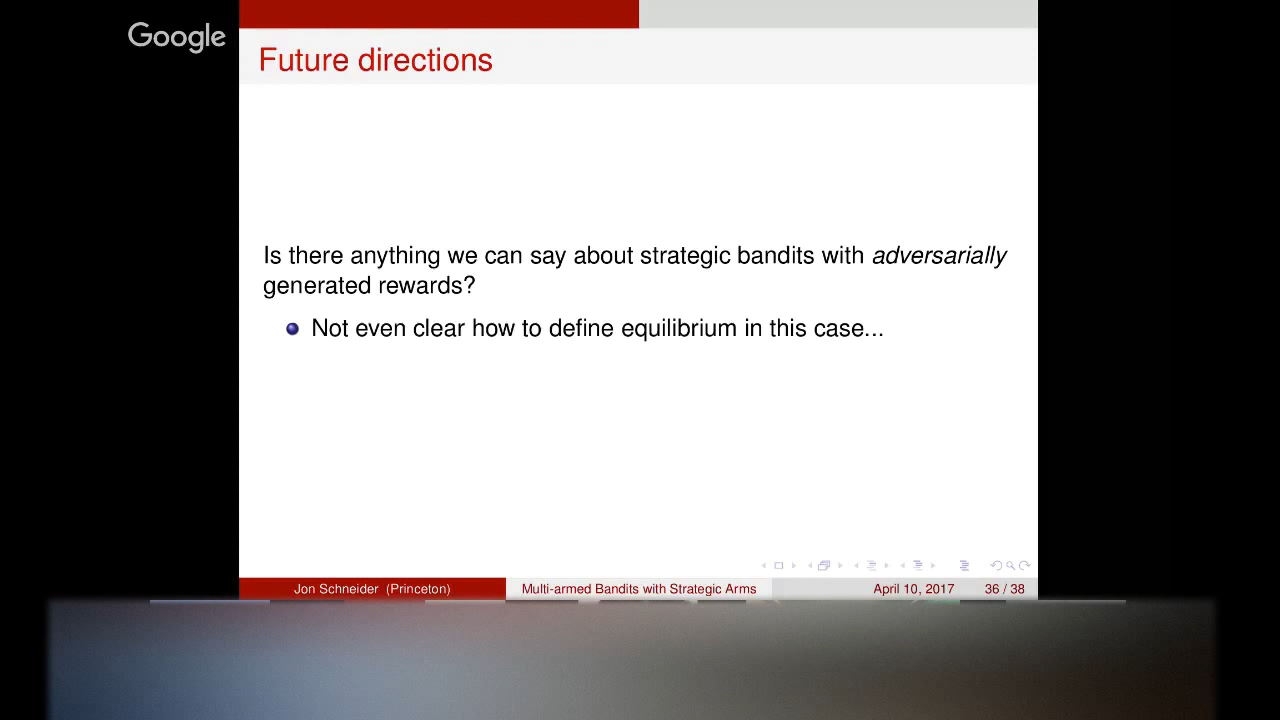 Google
Future directions
Is there anything we can say about strategic bandits with adversarially
generated rewards?
Not even clear how to define equilibrium in this case...
Jon Schneider (Princeton)
Multi-armed Bandits with Strategic Arms
April 10, 2017
36 / 38